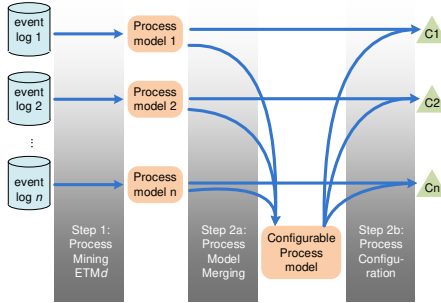 event
log 1
Process
model 1
C1
event
log 2
Process
model 2
C2
...
event
log n
Process
model n
Cn
Step 1:
Process
Mining
ETMd
Step 2a:
Process
Model
Merging
Configurable
Process
model
Step 2b:
Process
Configu-
ration